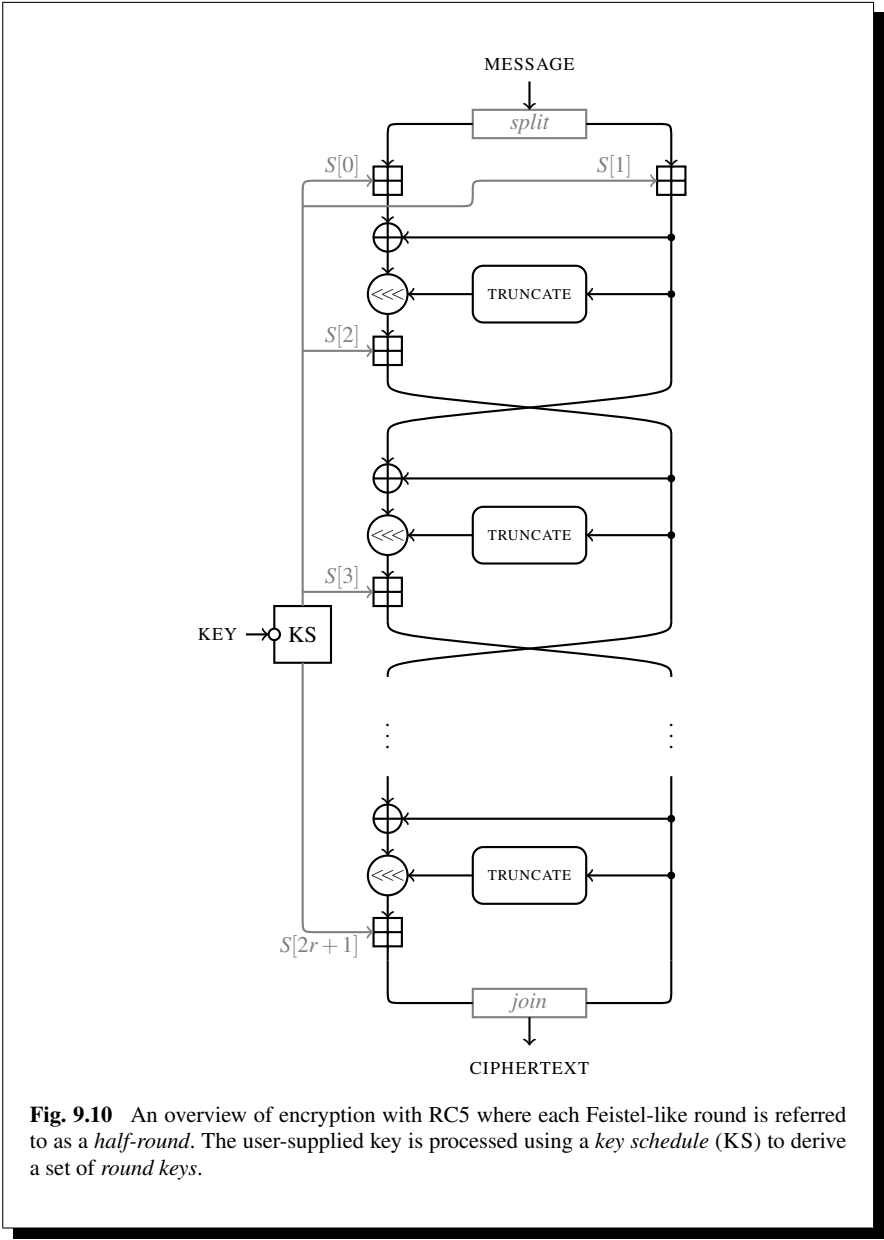 MESSAGE
split
S[0]
S[1]
<<<
TRUNCATE
S[2]
<<<
TRUNCATE
S[3]
KEY
KS
⋮
⋮
<<<
TRUNCATE
S[2r+1]
join
CIPHERTEXT
Fig. 9.10 An overview of encryption with RC5 where each Feistel-like round is referred
to as a half-round. The user-supplied key is processed using a key schedule (KS) to derive
a set of round keys.